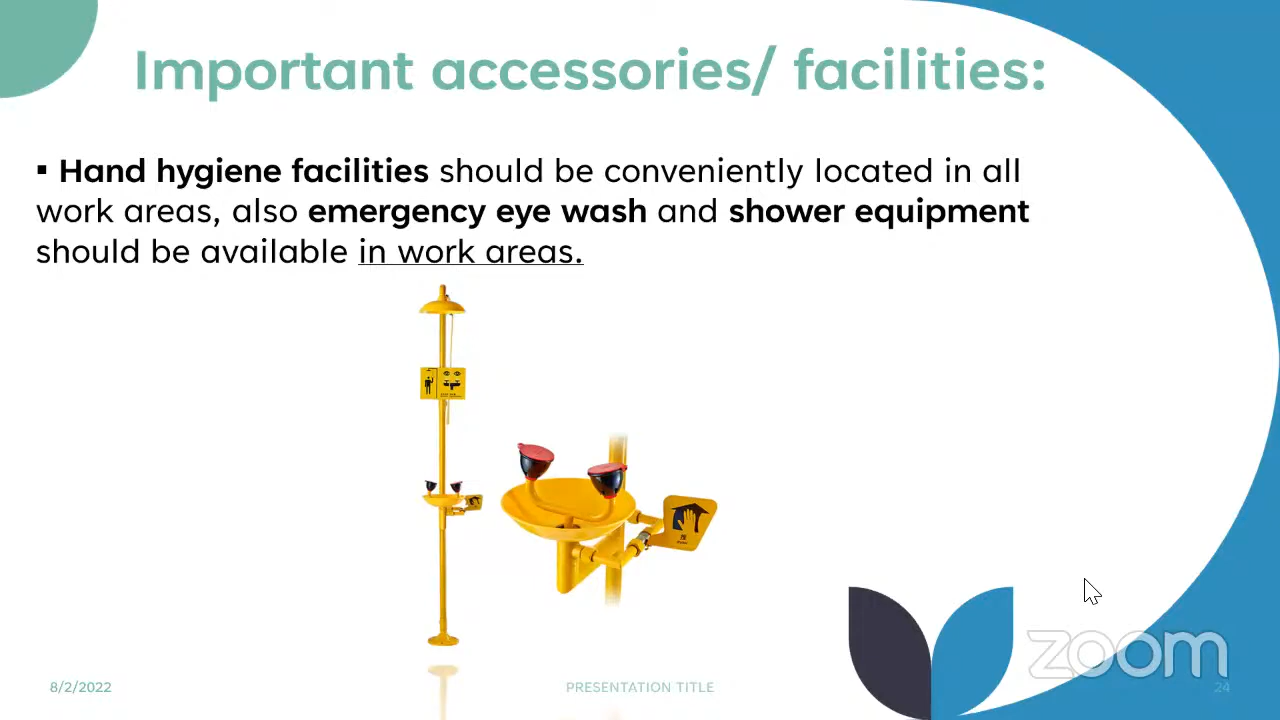 Important accessories/ facilities:
▪ Hand hygiene facilities should be conveniently located in all
work areas, also emergency eye wash and shower equipment
should be available in work areas.
zoom
8/2/2022
PRESENTATION TITLE
24